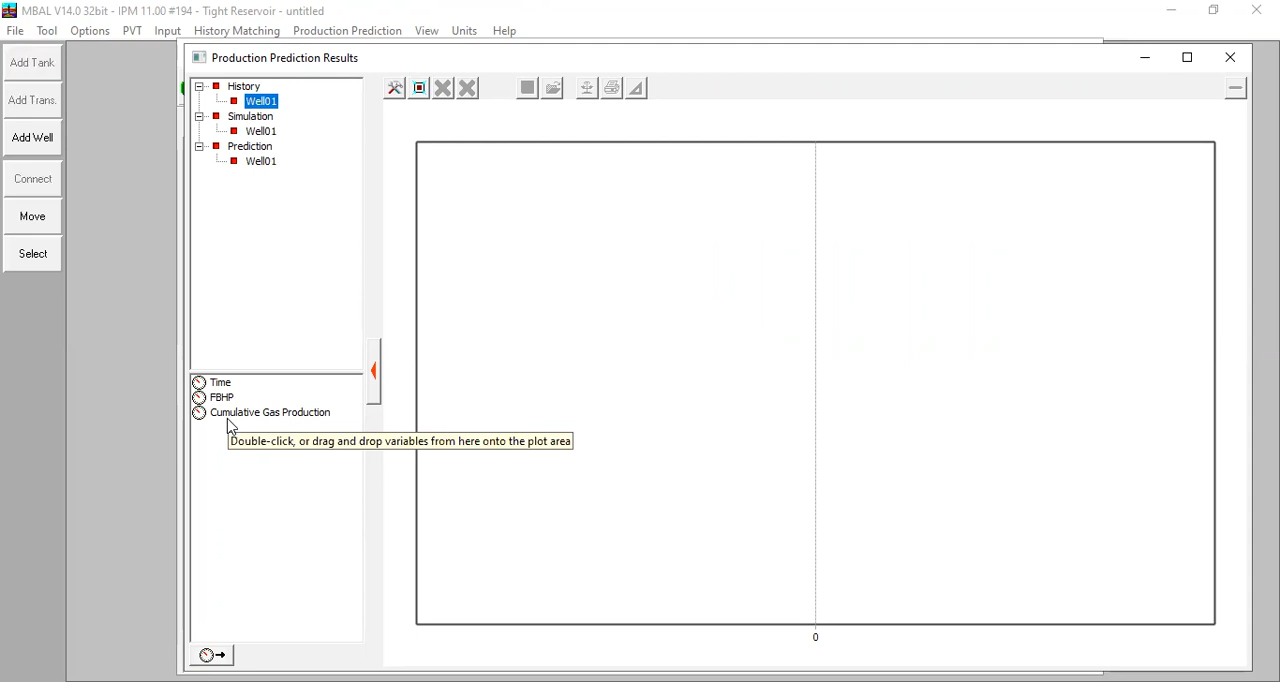 MBAL V14.0 32bit - IPM 11.00 #194 - Tight Reservoir - untitled
File Tool Options PVT Input History Matching Production Prediction View Units Help
Add Tank
Add Trans.
Add Well
Connect
Move
Select
Production Prediction Results
History
Well01
Simulation
Well01
Prediction
Well01
Time
FBHP
Cumulative Gas Production
Double-click, or drag and drop variables from here onto the plot area
0